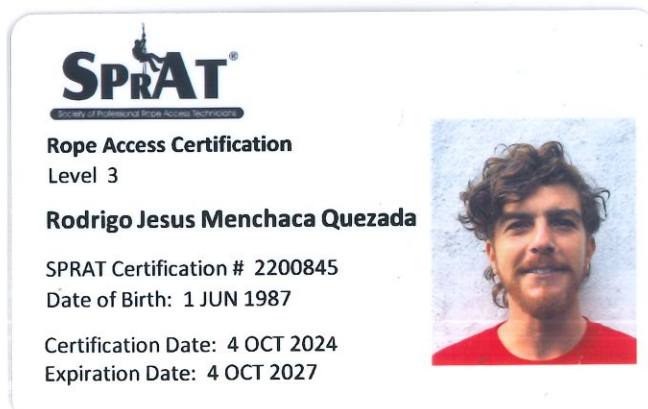 SPRAT®
Society of Professional Rope Access Technicians
Rope Access Certification
Level 3
Rodrigo Jesus Menchaca Quezada
SPRAT Certification # 2200845
Date of Birth: 1 JUN 1987
Certification Date: 4 OCT 2024
Expiration Date: 4 OCT 2027